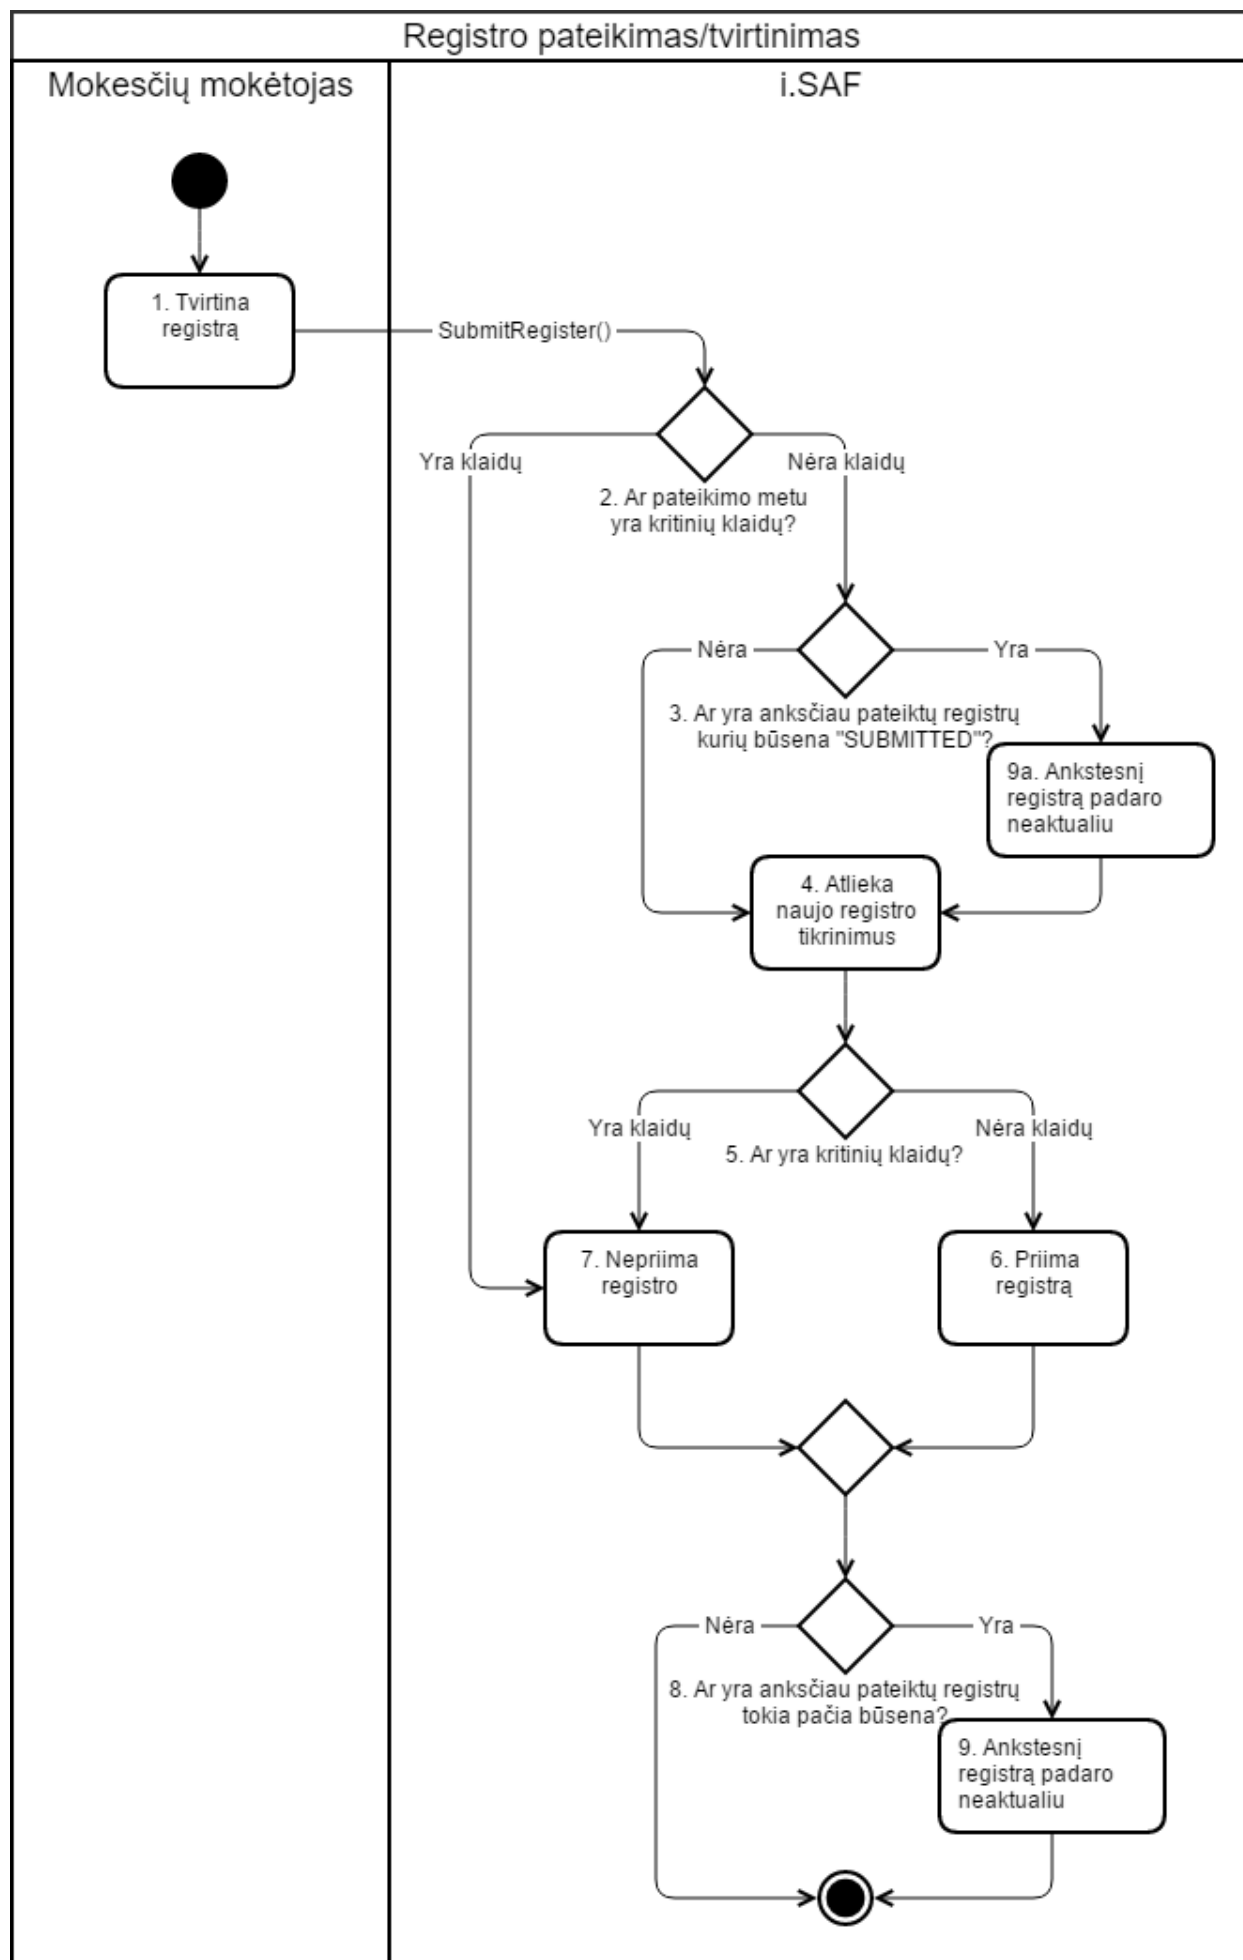 Registro pateikimas/tvirtinimas
Mokesčių mokėtojas
i.SAF
1. Tvirtina
registrą
SubmitRegister()
Yra klaidų
Nėra klaidų
2. Ar pateikimo metu
yra kritinių klaidų?
Nėra
Yra
3. Ar yra anksčiau pateiktų registrų
kurių būsena "SUBMITTED"?
9a. Ankstesnį
registrą padaro
neaktualiu
4. Atlieka
naujo registro
tikrinimus
Yra klaidų
Nėra klaidų
5. Ar yra kritinių klaidų?
7. Nepriima
registro
6. Priima
registrą
Nėra
Yra
8. Ar yra anksčiau pateiktų registrų
tokia pačia būsena?
9. Ankstesnį
registrą padaro
neaktualiu